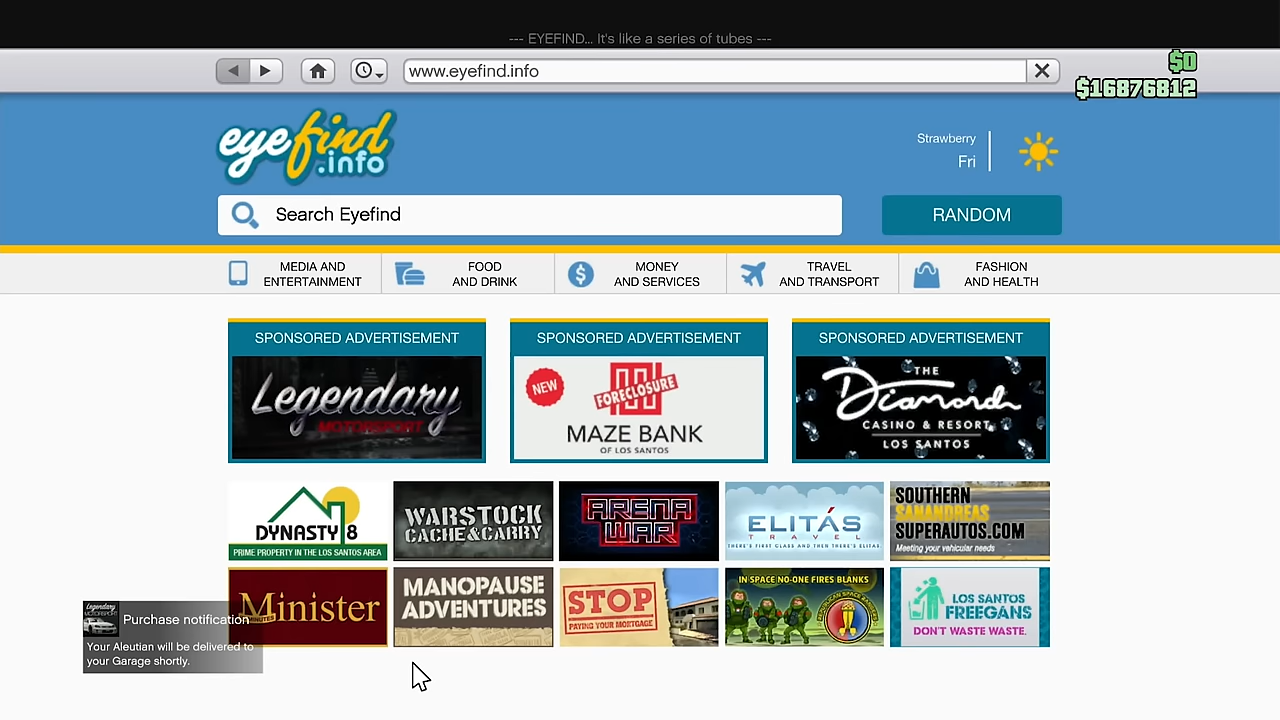 --- EYEFIND... It's like a series of tubes ---
www.eyefind.info
$0
$16876812
eyefind
.info
Strawberry
Fri
Search Eyefind
RANDOM
MEDIA AND
ENTERTAINMENT
FOOD
AND DRINK
MONEY
AND SERVICES
TRAVEL
AND TRANSPORT
FASHION
AND HEALTH
SPONSORED ADVERTISEMENT
Legendary
MOTORSPORT
SPONSORED ADVERTISEMENT
NEW
FORECLOSURE
MAZE BANK
OF LOS SANTOS
SPONSORED ADVERTISEMENT
THE
Diamond
CASINO & RESORT
LOS SANTOS
DYNASTY 8
PRIME PROPERTY IN THE LOS SANTOS AREA
WARSTOCK
CACHE&CARRY
ARENA
WAR
ELITÁS
TRAVEL
THERE'S FIRST CLASS AND THEN THERE'S ELITAS
SOUTHERN
SANANDREAS
SUPERAUTOS.COM
Meeting your vehicular needs
Minister
MANOPAUSE
ADVENTURES
STOP
PAYING YOUR MORTGAGE
IN SPACE NO-ONE FIRES BLANKS
LOS SANTOS
FREEGANS
DON'T WASTE WASTE.
Legendary
Purchase notification
Your Aleutian will be delivered to
your Garage shortly.